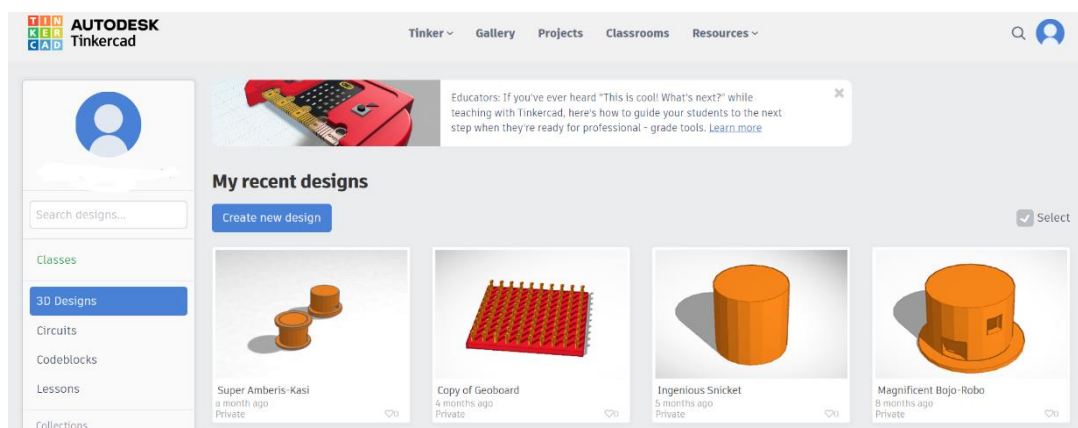 TIN
KER
CAD
AUTODESK
Tinkercad
Tinker
Gallery
Projects
Classrooms
Resources
Educators: If you've ever heard "This is cool! What's next?" while
teaching with Tinkercad, here's how to guide your students to the next
step when they're ready for professional - grade tools. Learn more
Search designs...
Classes
3D Designs
Circuits
Codeblocks
Lessons
Collections
My recent designs
Create new design
Select
Super Amberis-Kasi
a month ago
Private
0
Copy of Geoboard
4 months ago
Private
0
Ingenious Snicket
5 months ago
Private
0
Magnificent Bojo-Robo
8 months ago
Private
0